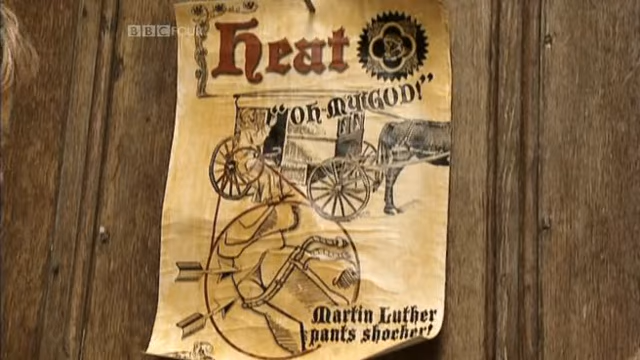 BBC FOUR
Heat
"OH MY GOD!"
Martin Luther
pants shocker!